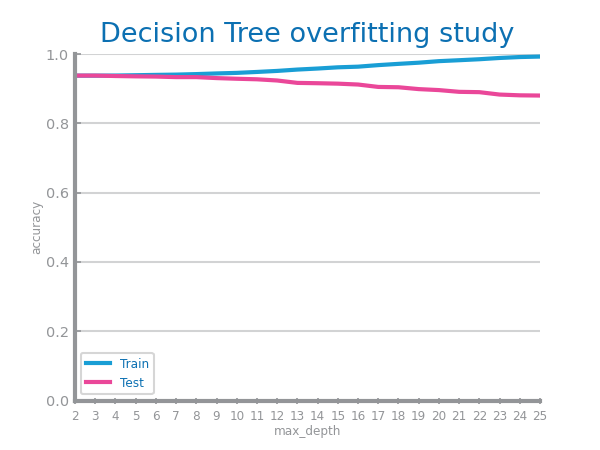 Decision Tree overfitting study
1.0
0.8
0.6
0.4
0.2
0.0
accuracy
Train
Test
2 3 4 5 6 7 8 9 10 11 12 13 14 15 16 17 18 19 20 21 22 23 24 25
max_depth